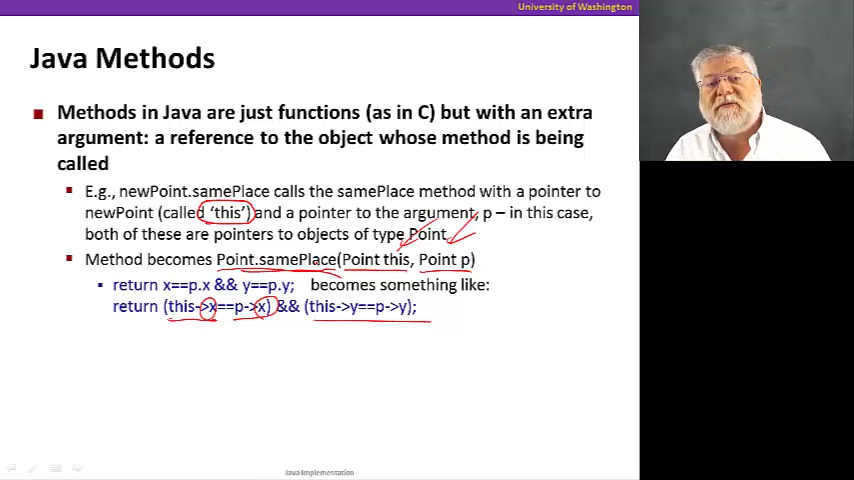 University of Washington
Java Methods
Methods in Java are just functions (as in C) but with an extra
argument: a reference to the object whose method is being
called
E.g., newPoint.samePlace calls the samePlace method with a pointer to
newPoint (called ‘this’) and a pointer to the argument, p – in this case,
both of these are pointers to objects of type Point
Method becomes Point.samePlace(Point this, Point p)
return x==p.x && y==p.y; becomes something like:
return (this->x==p->x) && (this->y==p->y);
Java Implementation